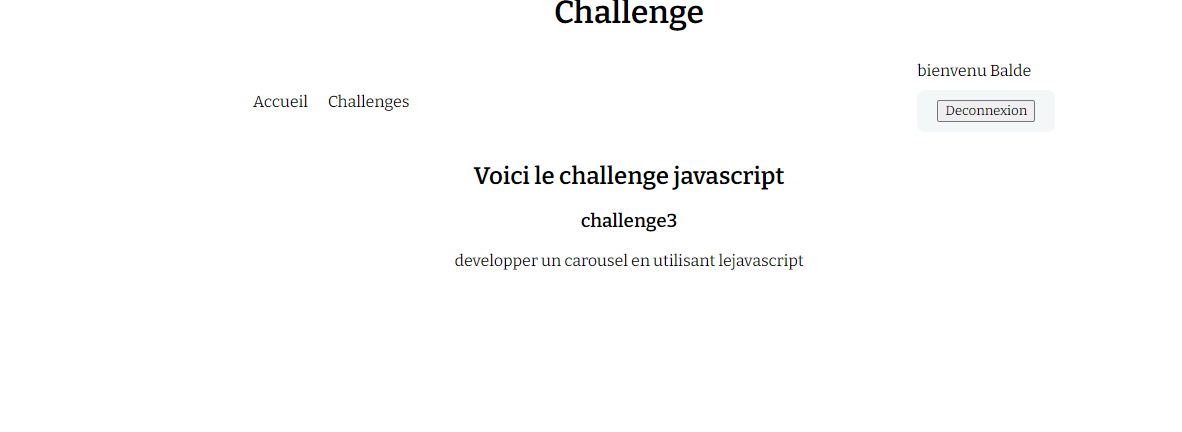 Challenge
bienvenu Balde
Accueil Challenges
Deconnexion
Voici le challenge javascript
challenge3
developper un carousel en utilisant lejavascript